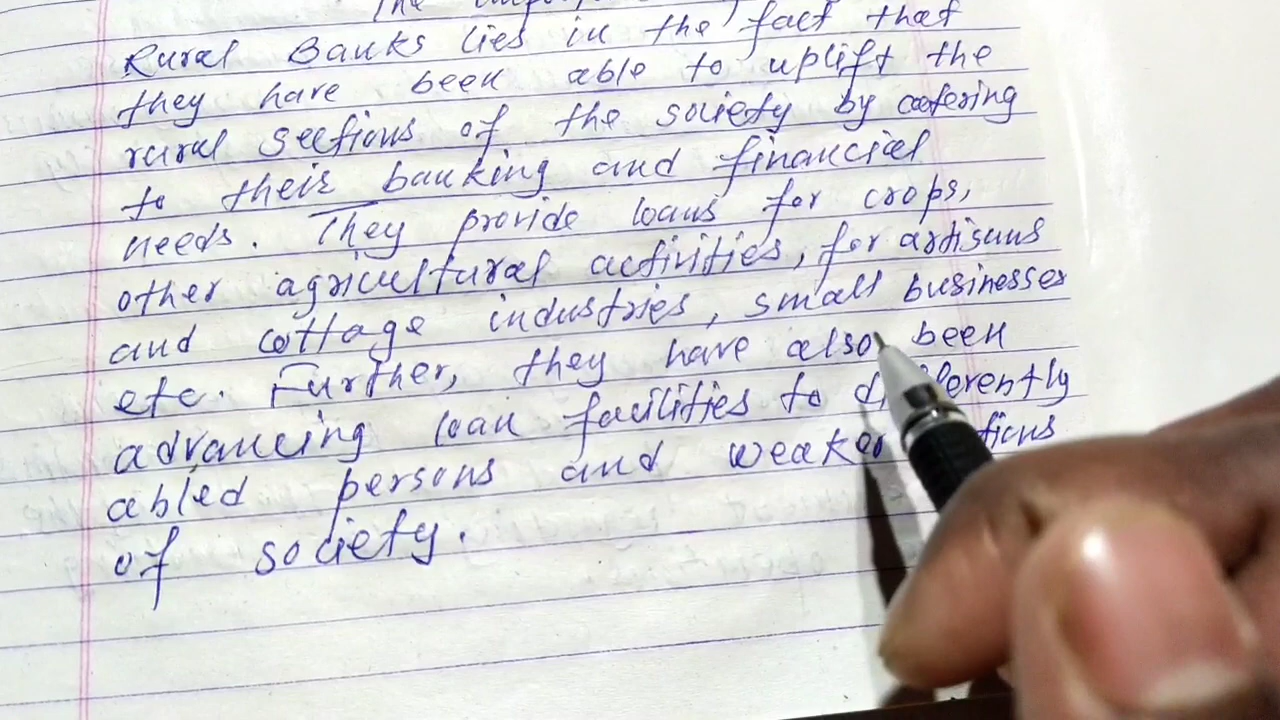 The
Rural Banks lies in the fact that
they have been able to uplift the
rural sections of the society by catering
to their banking and financial
needs. They provide loans for crops,
other agricultural activities, for artisans
and cottage industries, small businesses
etc. Further, they have also been
advancing loan facilities to differently
abled persons and weaker
of society.